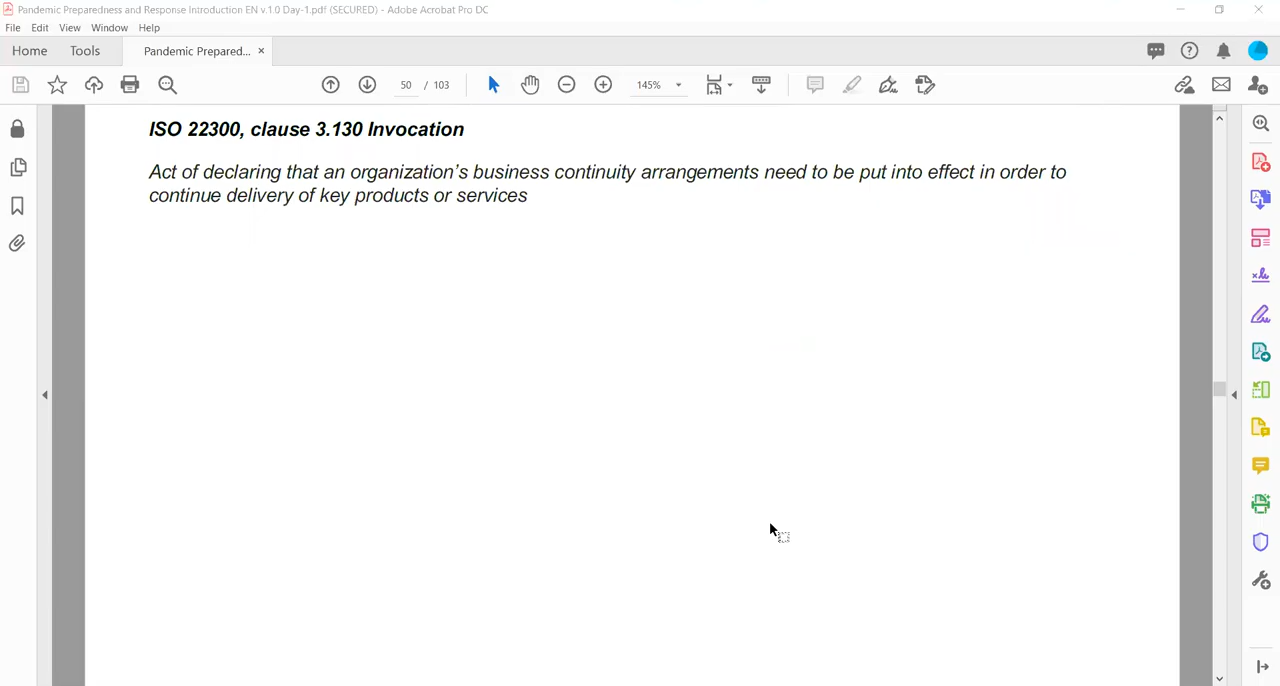 Pandemic Preparedness and Response Introduction EN v.1.0 Day-1.pdf (SECURED) - Adobe Acrobat Pro DC
File Edit View Window Help
Home Tools Pandemic Prepared... ×
50 / 103 145%
ISO 22300, clause 3.130 Invocation
Act of declaring that an organization's business continuity arrangements need to be put into effect in order to
continue delivery of key products or services